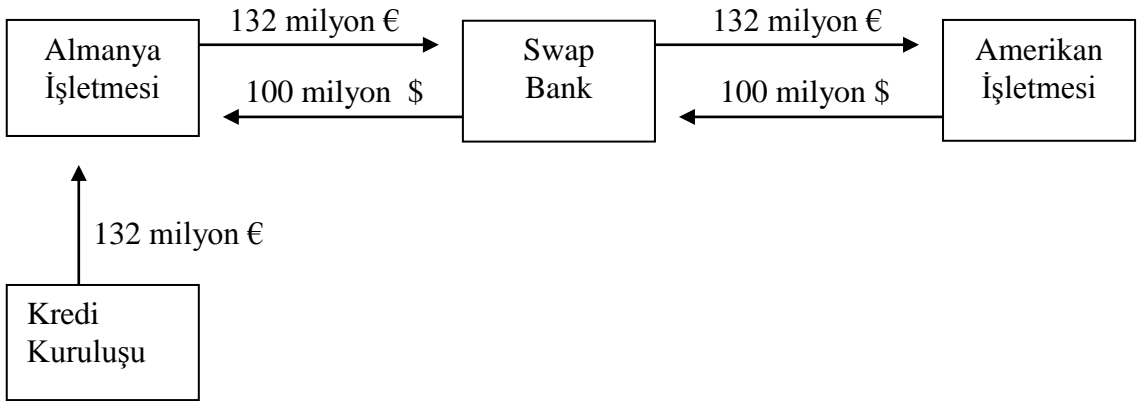 132 milyon €
132 milyon €
Almanya
İşletmesi
Swap
Bank
Amerikan
İşletmesi
100 milyon $
100 milyon $
132 milyon €
Kredi
Kuruluşu